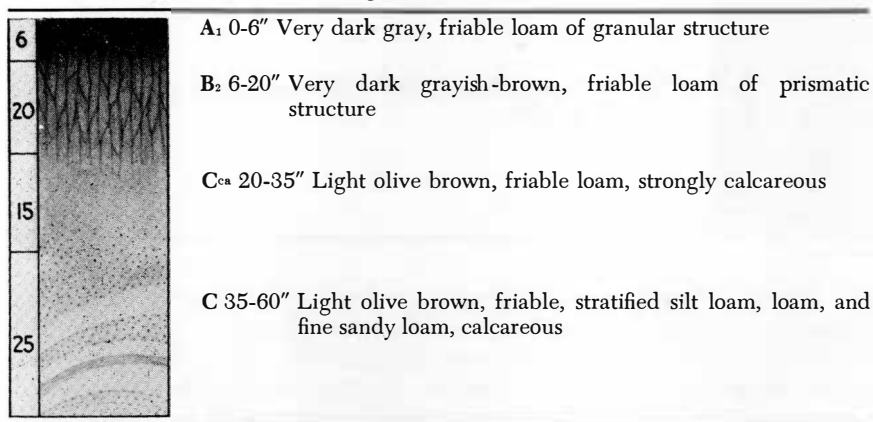 6
A₁ 0-6″ Very dark gray, friable loam of granular structure
20
B₂ 6-20″ Very dark grayish-brown, friable loam of prismatic
structure
15
Cca 20-35″ Light olive brown, friable loam, strongly calcareous
25
C 35-60″ Light olive brown, friable, stratified silt loam, loam, and
fine sandy loam, calcareous